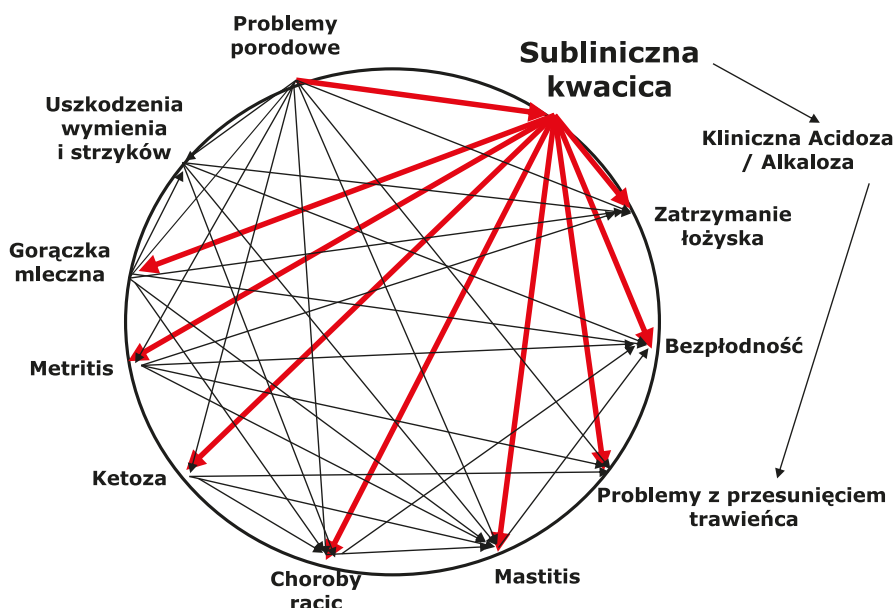 Problemy
porodowe
Subliniczna
kwacica
Uszkodzenia
wymienia
i strzyków
Kliniczna Acidoza
/ Alkaloza
Zatrzymanie
łożyska
Gorączka
mleczna
Bezpłodność
Metritis
Ketoza
Problemy z przesunięciem
trawieńca
Choroby
racic
Mastitis